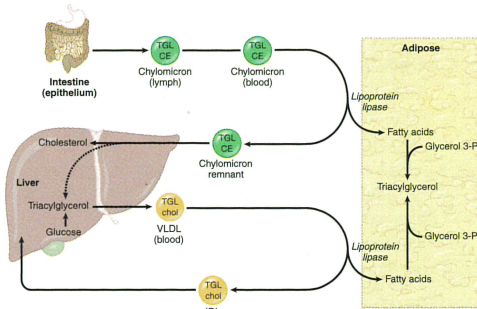 Intestine
(epithelium)
TGL
CE
Chylomicron
(lymph)
TGL
CE
Chylomicron
(blood)
Adipose
Lipoprotein
lipase
Fatty acids
Glycerol 3-P
Cholesterol
TGL
CE
Chylomicron
remnant
Liver
Triacylglycerol
Glucose
TGL
chol
VLDL
(blood)
Triacylglycerol
Lipoprotein
lipase
Glycerol 3-P
Fatty acids
TGL
chol